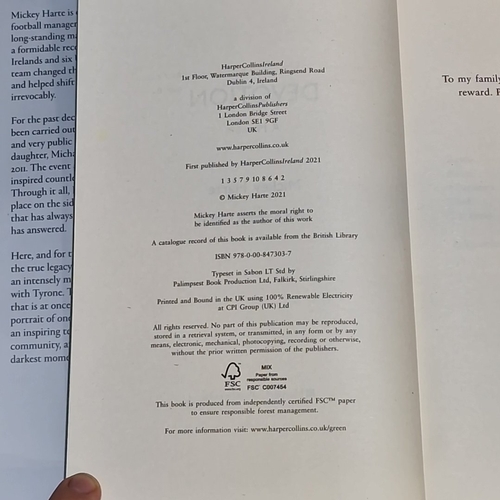 Mickey Harte is
football manager
long-standing
a formidable
Irelands and six
team changed
and helped shift
irrevocably.
For the past
been carried out
and very public
daughter,
2011. The event
inspired
Through it all,
place on the
that has always
has answered.
Here, and for
the true legacy
an intensely
with Tyrone.
that is at once
portrait of
an inspiring
community,
darkest
HarperCollinsIreland
1st Floor, Watermarque Building, Ringsend Road
Dublin 4, Ireland
a division of
HarperCollinsPublishers
1 London Bridge Street
London SE1 9GF
UK
www.harpercollins.co.uk
First published by HarperCollinsIreland 2021
1 3 5 7 9 10 8 6 4 2
© Mickey Harte 2021
Mickey Harte asserts the moral right to
be identified as the author of this work
A catalogue record of this book is available from the British Library
ISBN 978-0-00-847303-7
Typeset in Sabon LT Std by
Palimpsest Book Production Ltd, Falkirk, Stirlingshire
Printed and Bound in the UK using 100% Renewable Electricity
at CPI Group (UK) Ltd
All rights reserved. No part of this publication may be reproduced,
stored in a retrieval system, or transmitted, in any form or by any
means, electronic, mechanical, photocopying, recording or otherwise,
without the prior written permission of the publishers.
FSC
www.fsc.org
MIX
Paper from
responsible sources
FSC C007454
This book is produced from independently certified FSC™ paper
to ensure responsible forest management.
For more information visit: www.harpercollins.co.uk/green
To my family
reward.